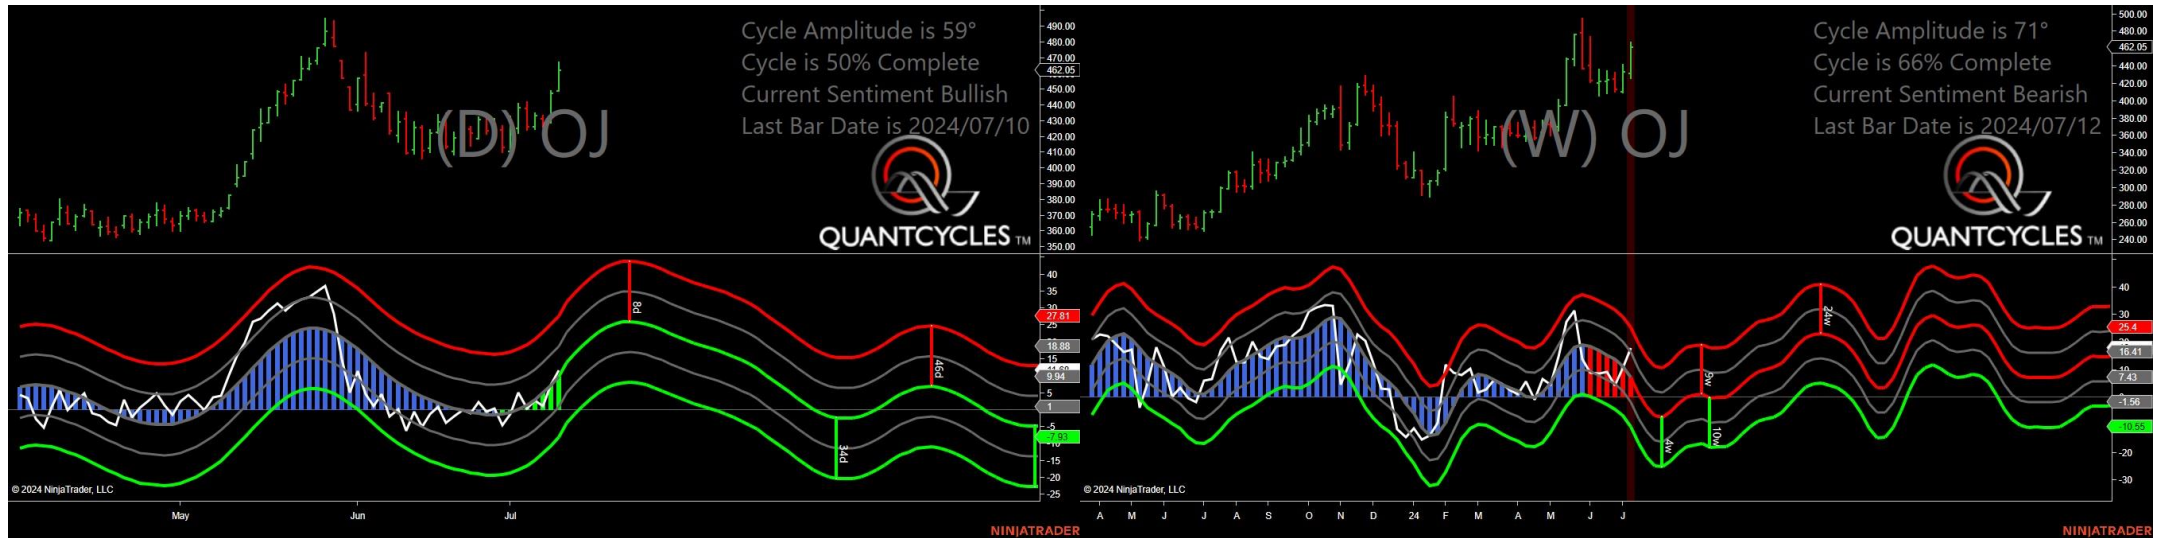 Cycle Amplitude is 59°
Cycle is 50% Complete
Current Sentiment Bullish
Last Bar Date is 2024/07/10
(D) OJ
QUANTCYCLES TM
490.00
480.00
470.00
462.05
450.00
440.00
430.00
420.00
410.00
400.00
390.00
380.00
370.00
360.00
350.00
8d
34d
46d
40
35
30
27.81
25
18.88
15
9.94
5
1
-5
-7.93
-15
-20
-25
© 2024 NinjaTrader, LLC
May Jun Jul
NINJATRADER
Cycle Amplitude is 71°
Cycle is 66% Complete
Current Sentiment Bearish
Last Bar Date is 2024/07/12
(W) OJ
QUANTCYCLES TM
500.00
480.00
462.05
440.00
420.00
400.00
380.00
360.00
340.00
320.00
300.00
280.00
260.00
240.00
4w
9w
10w
24w
40
30
25.4
16.41
7.43
-1.56
-10.55
-20
-30
© 2024 NinjaTrader, LLC
A M J J A S O N D 24 F M A M J J
NINJATRADER